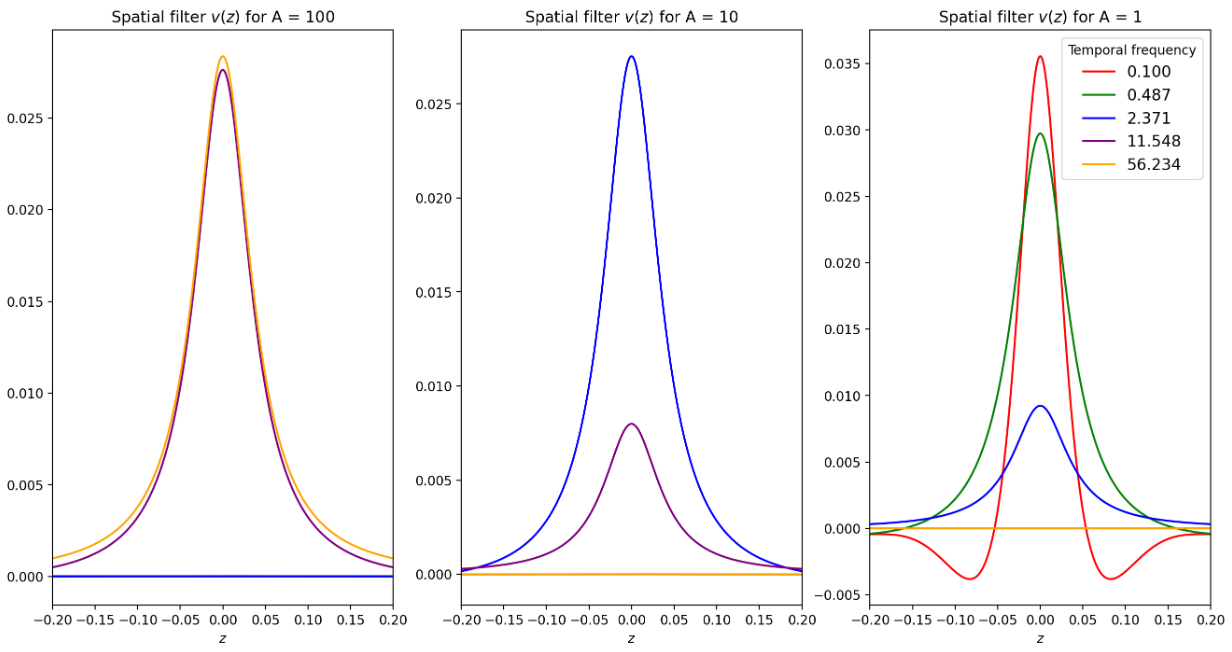 Spatial filter v(z) for A = 100
0.025
0.020
0.015
0.010
0.005
0.000
−0.20 −0.15 −0.10 −0.05 0.00 0.05 0.10 0.15 0.20
z
Spatial filter v(z) for A = 10
0.025
0.020
0.015
0.010
0.005
0.000
−0.20 −0.15 −0.10 −0.05 0.00 0.05 0.10 0.15 0.20
z
Spatial filter v(z) for A = 1
0.035
0.030
0.025
0.020
0.015
0.010
0.005
0.000
−0.005
−0.20 −0.15 −0.10 −0.05 0.00 0.05 0.10 0.15 0.20
z
Temporal frequency
0.100
0.487
2.371
11.548
56.234